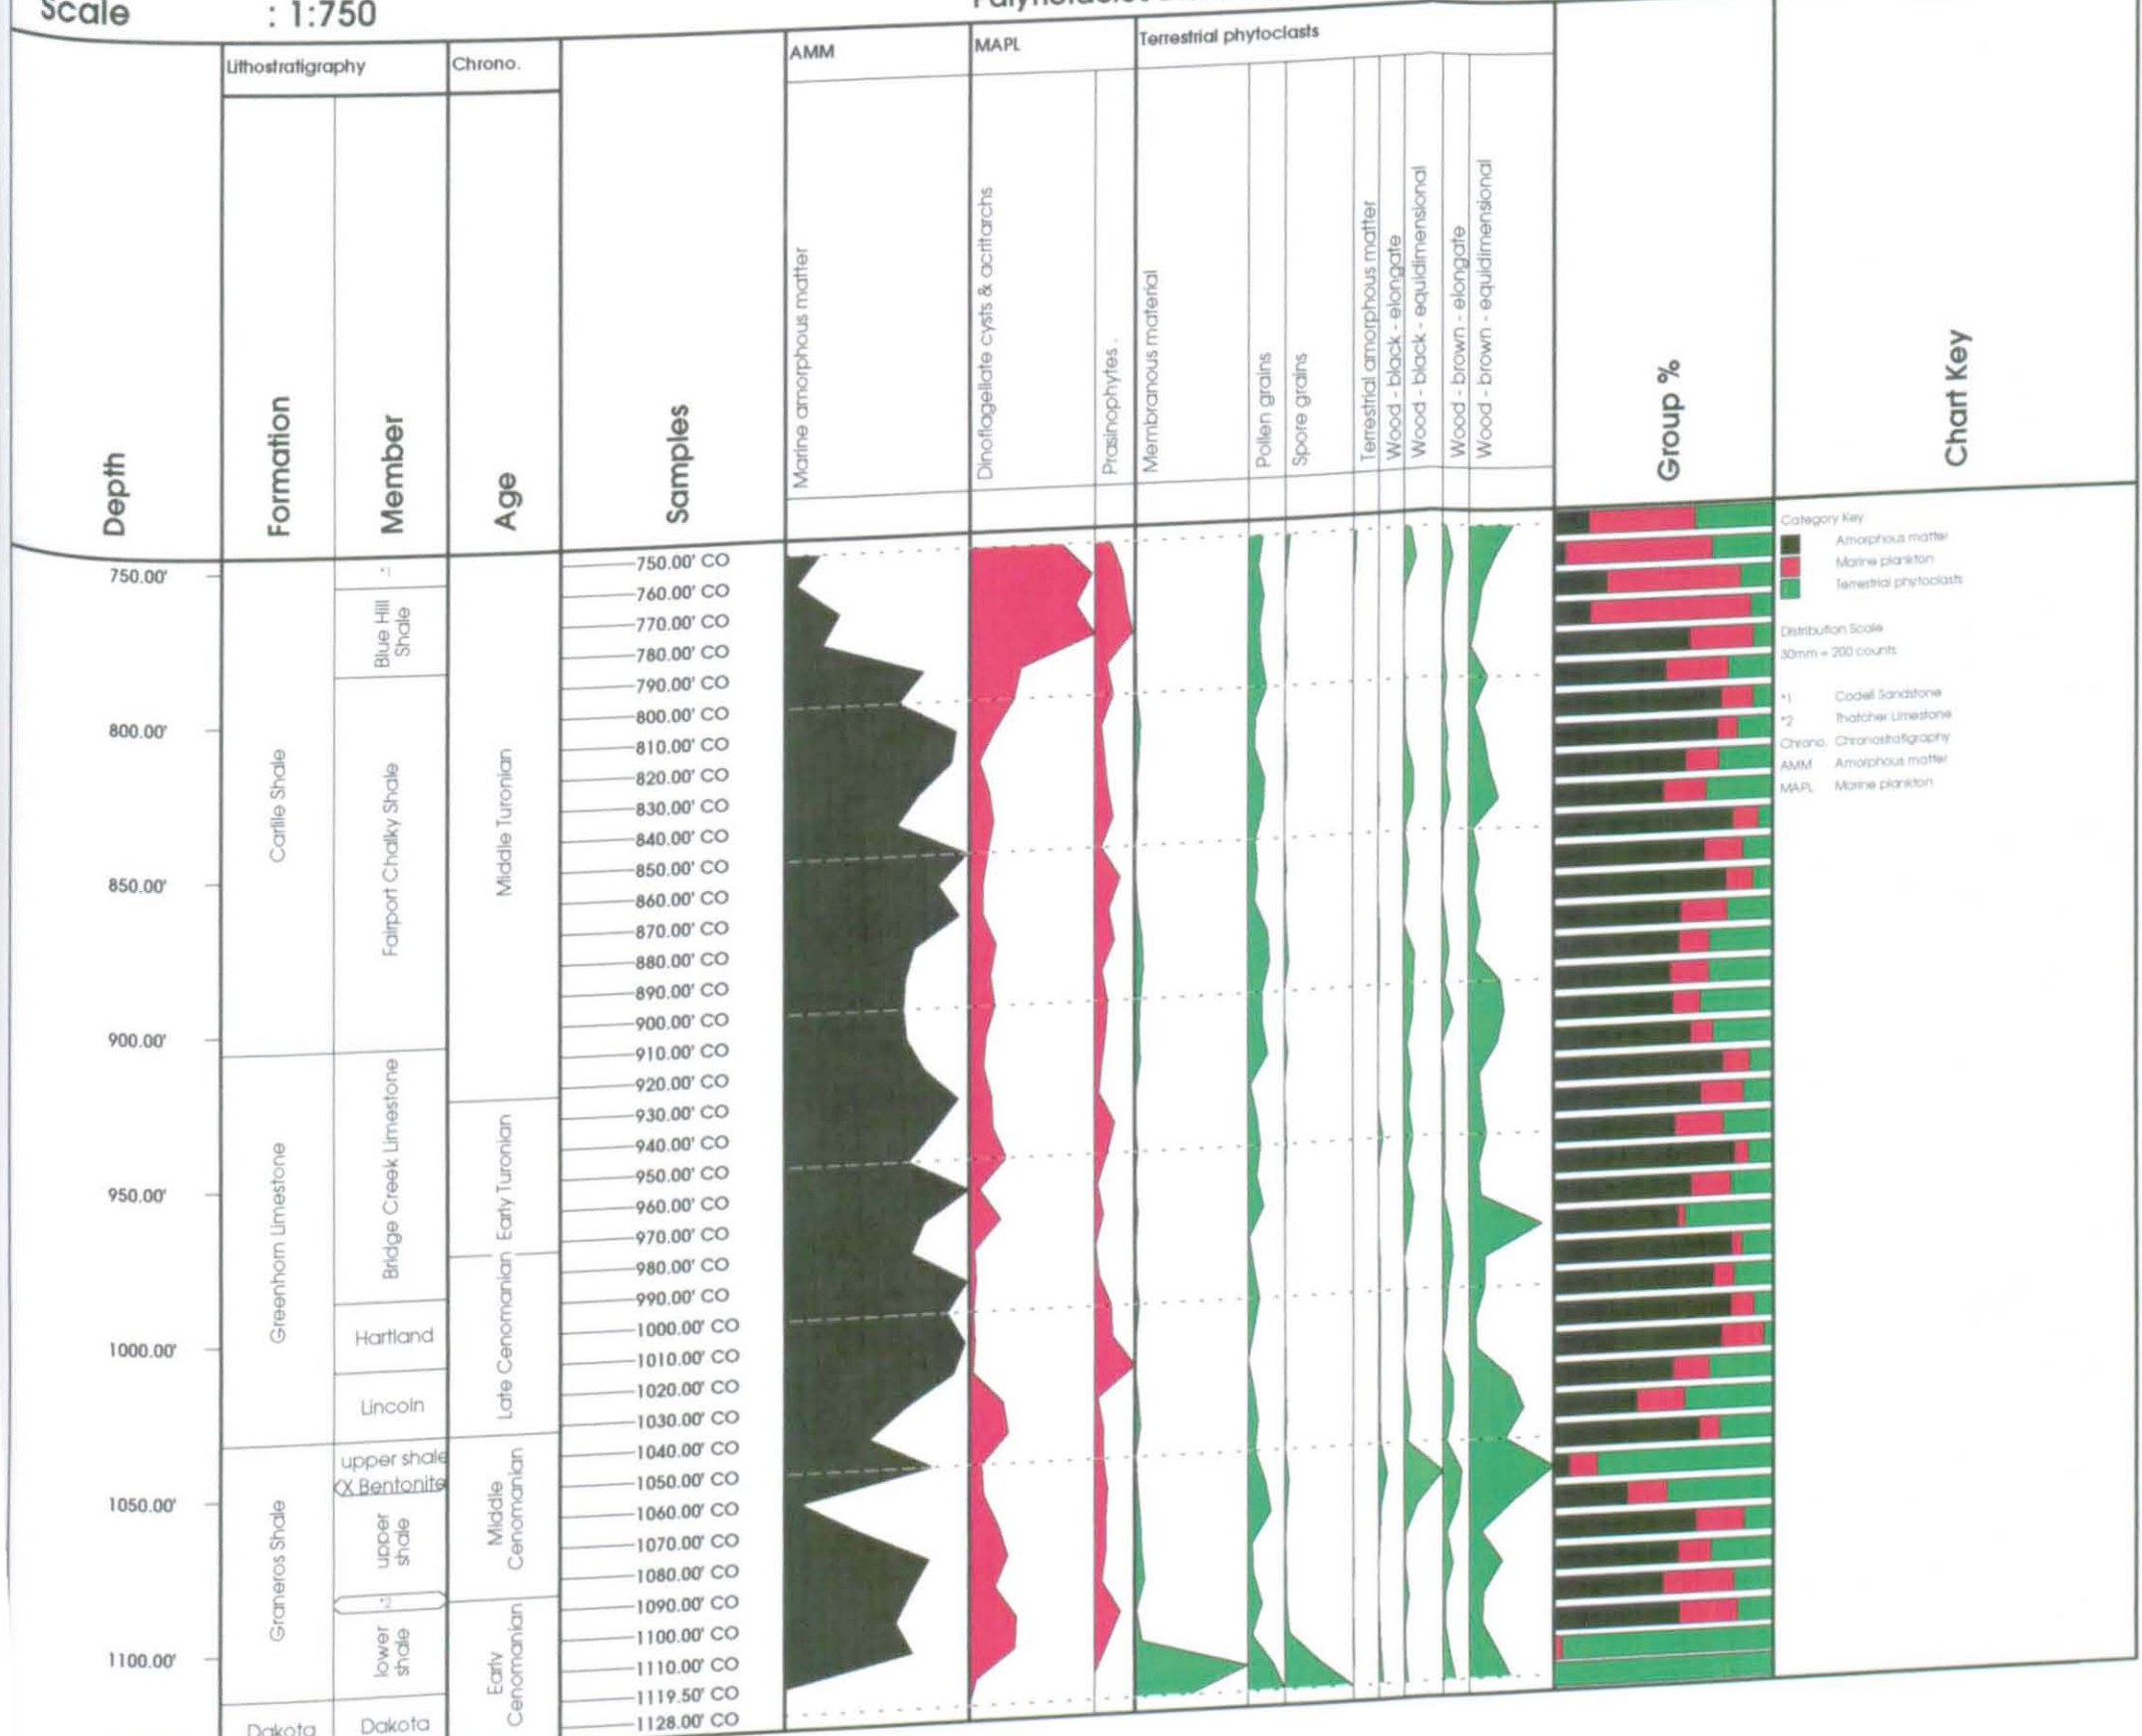 Scale : 1:750
Lithostratigraphy
Chrono.
AMM
MAPL
Terrestrial phytoclasts
Depth
Formation
Member
Age
Samples
Marine amorphous matter
Dinoflagellate cysts & acritarchs
Prasinophytes .
Membranous material
Pollen grains
Spore grains
Terrestrial amorphous matter
Wood - black - elongate
Wood - black - equidimensional
Wood - brown - elongate
Wood - brown - equidimensional
Group %
Chart Key
750.00'
800.00'
850.00'
900.00'
950.00'
1000.00'
1050.00'
1100.00'
Carlile Shale
Greenhorn Limestone
Graneros Shale
Dakota
*1
Blue Hill
Shale
Fairport Chalky Shale
Bridge Creek Limestone
Hartland
Lincoln
upper shale
X Bentonite
upper
shale
*2
lower
shale
Dakota
Middle Turonian
Early Turonian
Late Cenomanian
Middle
Cenomanian
Early
Cenomanian
750.00' CO
760.00' CO
770.00' CO
780.00' CO
790.00' CO
800.00' CO
810.00' CO
820.00' CO
830.00' CO
840.00' CO
850.00' CO
860.00' CO
870.00' CO
880.00' CO
890.00' CO
900.00' CO
910.00' CO
920.00' CO
930.00' CO
940.00' CO
950.00' CO
960.00' CO
970.00' CO
980.00' CO
990.00' CO
1000.00' CO
1010.00' CO
1020.00' CO
1030.00' CO
1040.00' CO
1050.00' CO
1060.00' CO
1070.00' CO
1080.00' CO
1090.00' CO
1100.00' CO
1110.00' CO
1119.50' CO
1128.00' CO
Category Key
Amorphous matter
Marine plankton
Terrestrial phytoclasts
Distribution Scale
30mm = 200 counts
*1 Codell Sandstone
*2 Thatcher Limestone
Chrono. Chronostratigraphy
AMM Amorphous matter
MAPL Marine plankton